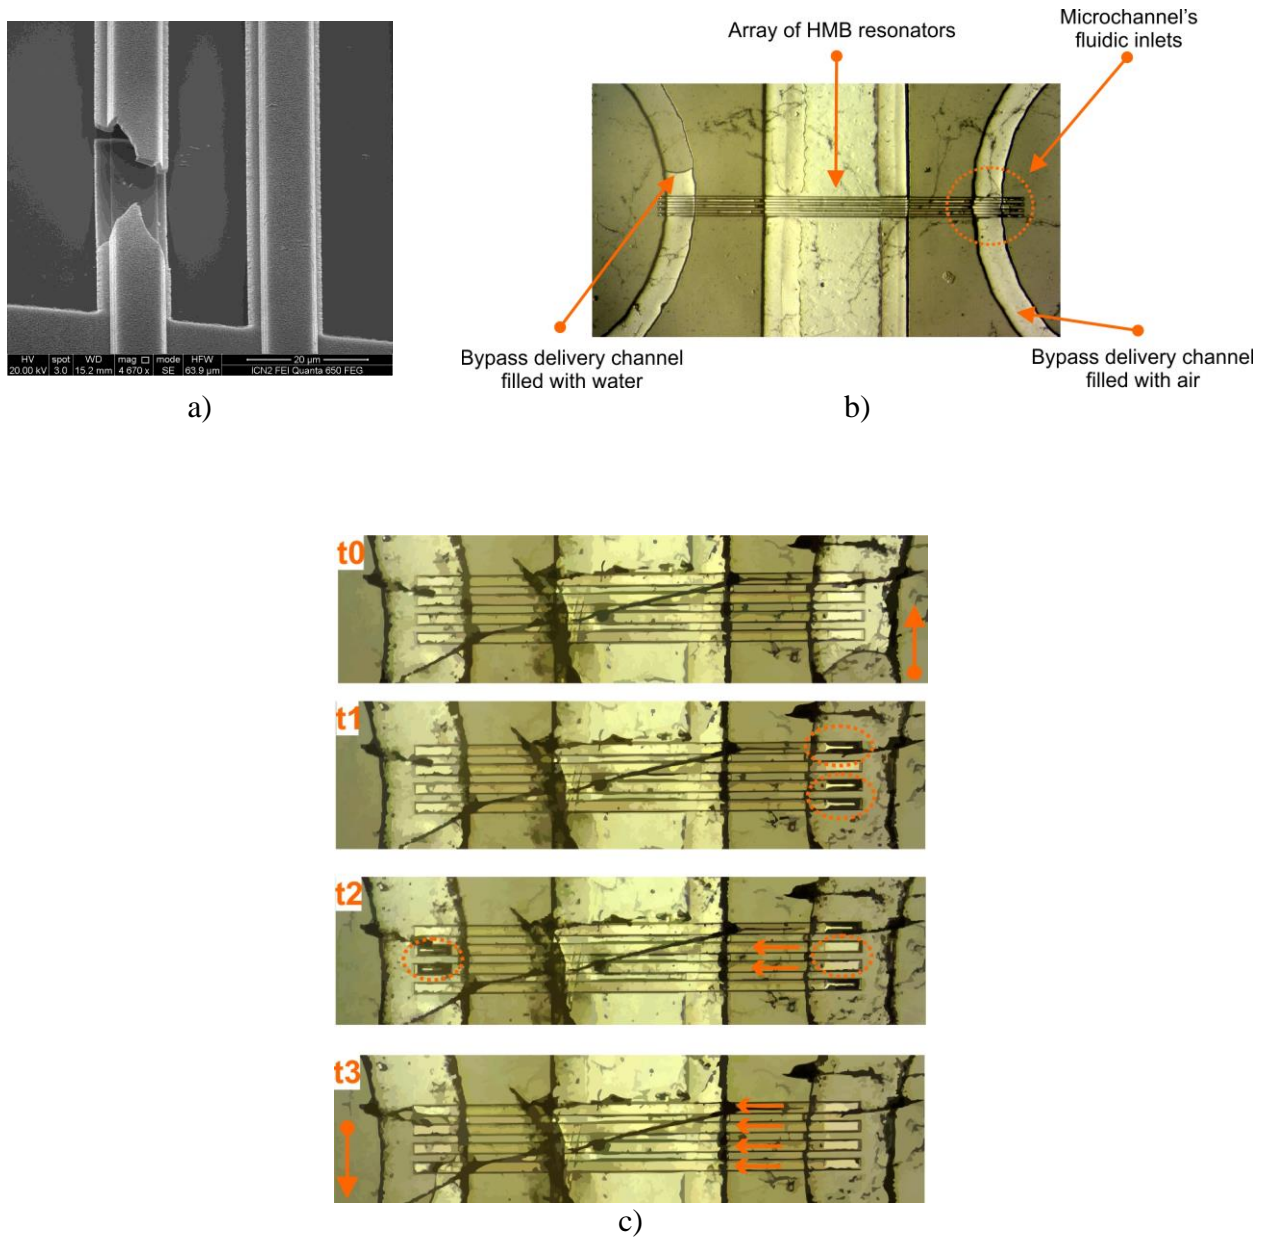 HV spot WD mag □ mode HFW 20 µm
20.00 kV 3.0 15.2 mm 4 670 x SE 63.9 µm ICN2 FEI Quanta 650 FEG
a)
Array of HMB resonators
Microchannel's
fluidic inlets
Bypass delivery channel
filled with water
Bypass delivery channel
filled with air
b)
t0
t1
t2
t3
c)